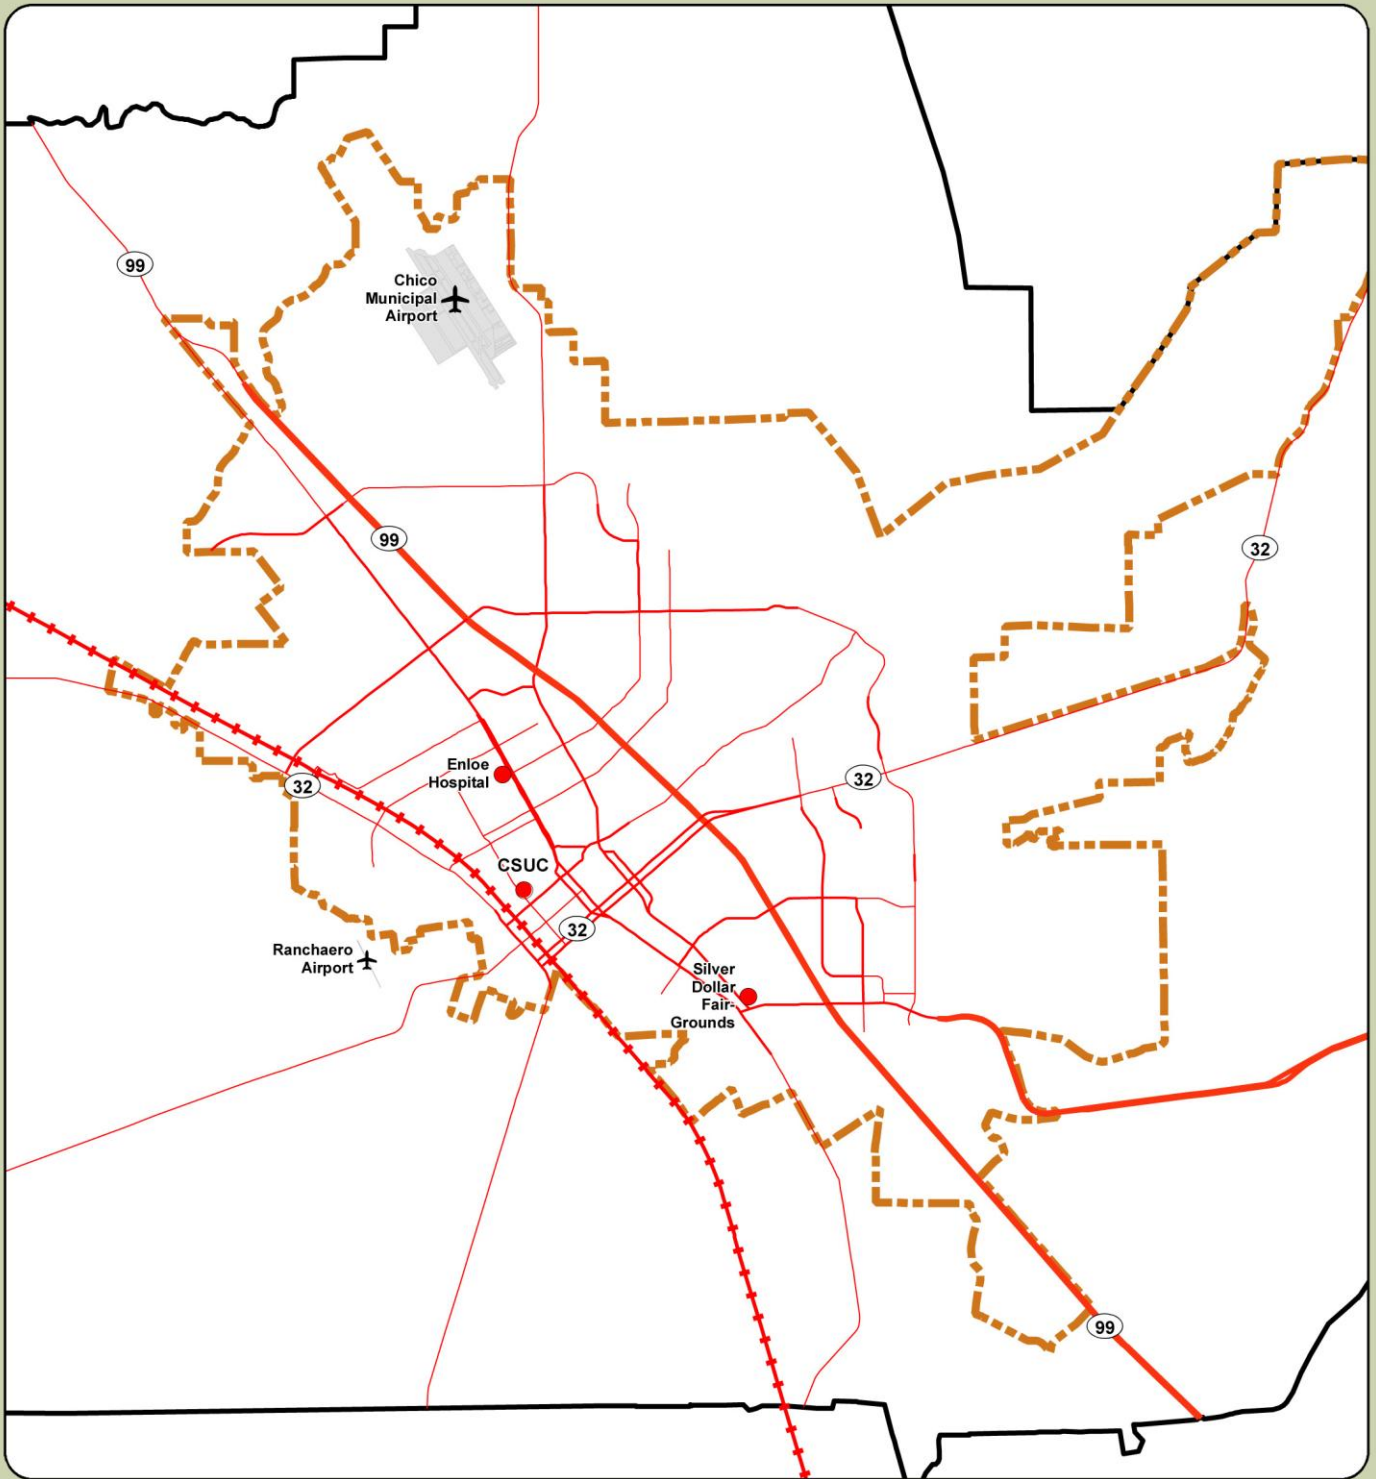 99
Chico
Municipal
Airport
99
32
Enloe
Hospital
32
32
CSUC
32
Ranchaero
Airport
Silver
Dollar
Fair-
Grounds
99